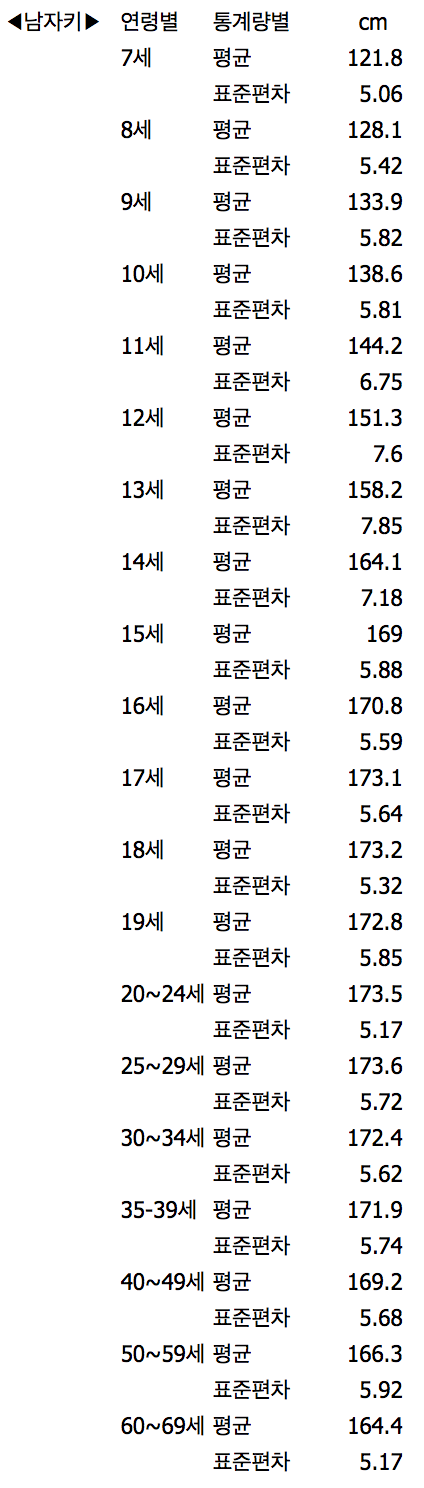 ◀남자키▶ 연령별 통계량별 cm
7세 평균 121.8
표준편차 5.06
8세 평균 128.1
표준편차 5.42
9세 평균 133.9
표준편차 5.82
10세 평균 138.6
표준편차 5.81
11세 평균 144.2
표준편차 6.75
12세 평균 151.3
표준편차 7.6
13세 평균 158.2
표준편차 7.85
14세 평균 164.1
표준편차 7.18
15세 평균 169
표준편차 5.88
16세 평균 170.8
표준편차 5.59
17세 평균 173.1
표준편차 5.64
18세 평균 173.2
표준편차 5.32
19세 평균 172.8
표준편차 5.85
20~24세 평균 173.5
표준편차 5.17
25~29세 평균 173.6
표준편차 5.72
30~34세 평균 172.4
표준편차 5.62
35-39세 평균 171.9
표준편차 5.74
40~49세 평균 169.2
표준편차 5.68
50~59세 평균 166.3
표준편차 5.92
60~69세 평균 164.4
표준편차 5.17